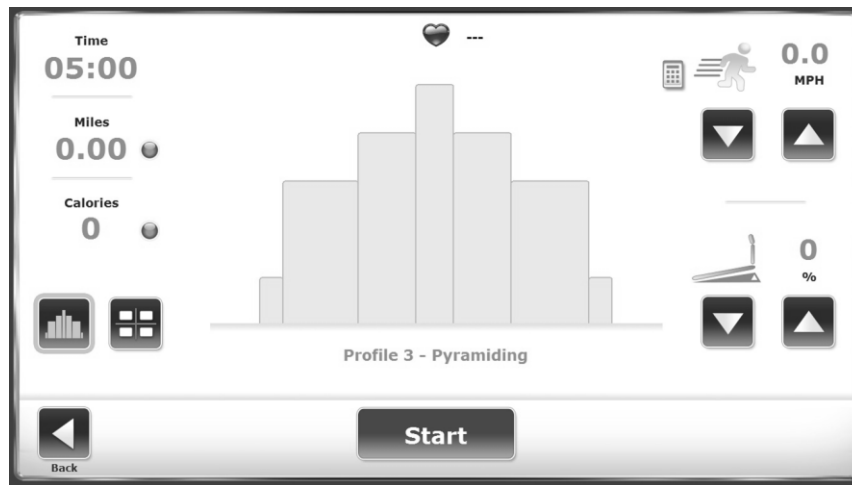 Time
05:00
Miles
0.00
Calories
0
---
0.0
MPH
0
%
Profile 3 - Pyramiding
Start
Back